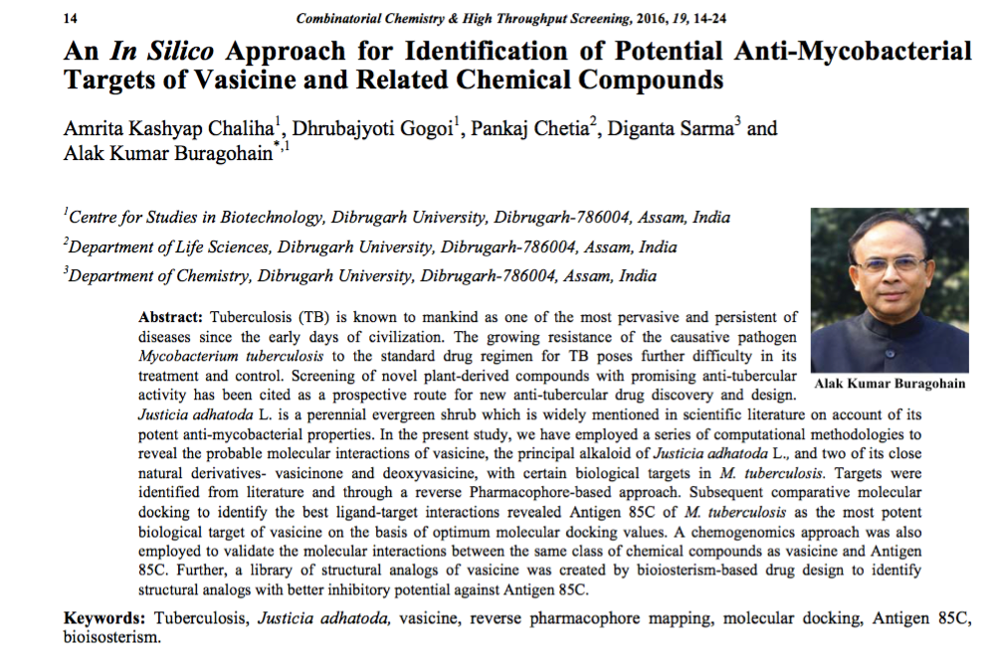 14
Combinatorial Chemistry & High Throughput Screening, 2016, 19, 14-24
An In Silico Approach for Identification of Potential Anti-Mycobacterial
Targets of Vasicine and Related Chemical Compounds
Amrita Kashyap Chaliha1, Dhrubajyoti Gogoi1, Pankaj Chetia2, Diganta Sarma3 and
Alak Kumar Buragohain*,1
1Centre for Studies in Biotechnology, Dibrugarh University, Dibrugarh-786004, Assam, India
2Department of Life Sciences, Dibrugarh University, Dibrugarh-786004, Assam, India
3Department of Chemistry, Dibrugarh University, Dibrugarh-786004, Assam, India
Alak Kumar Buragohain
Abstract: Tuberculosis (TB) is known to mankind as one of the most pervasive and persistent of
diseases since the early days of civilization. The growing resistance of the causative pathogen
Mycobacterium tuberculosis to the standard drug regimen for TB poses further difficulty in its
treatment and control. Screening of novel plant-derived compounds with promising anti-tubercular
activity has been cited as a prospective route for new anti-tubercular drug discovery and design.
Justicia adhatoda L. is a perennial evergreen shrub which is widely mentioned in scientific literature on account of its
potent anti-mycobacterial properties. In the present study, we have employed a series of computational methodologies to
reveal the probable molecular interactions of vasicine, the principal alkaloid of Justicia adhatoda L., and two of its close
natural derivatives- vasicinone and deoxyvasicine, with certain biological targets in M. tuberculosis. Targets were
identified from literature and through a reverse Pharmacophore-based approach. Subsequent comparative molecular
docking to identify the best ligand-target interactions revealed Antigen 85C of M. tuberculosis as the most potent
biological target of vasicine on the basis of optimum molecular docking values. A chemogenomics approach was also
employed to validate the molecular interactions between the same class of chemical compounds as vasicine and Antigen
85C. Further, a library of structural analogs of vasicine was created by bioiosterism-based drug design to identify
structural analogs with better inhibitory potential against Antigen 85C.
Keywords: Tuberculosis, Justicia adhatoda, vasicine, reverse pharmacophore mapping, molecular docking, Antigen 85C,
bioisosterism.